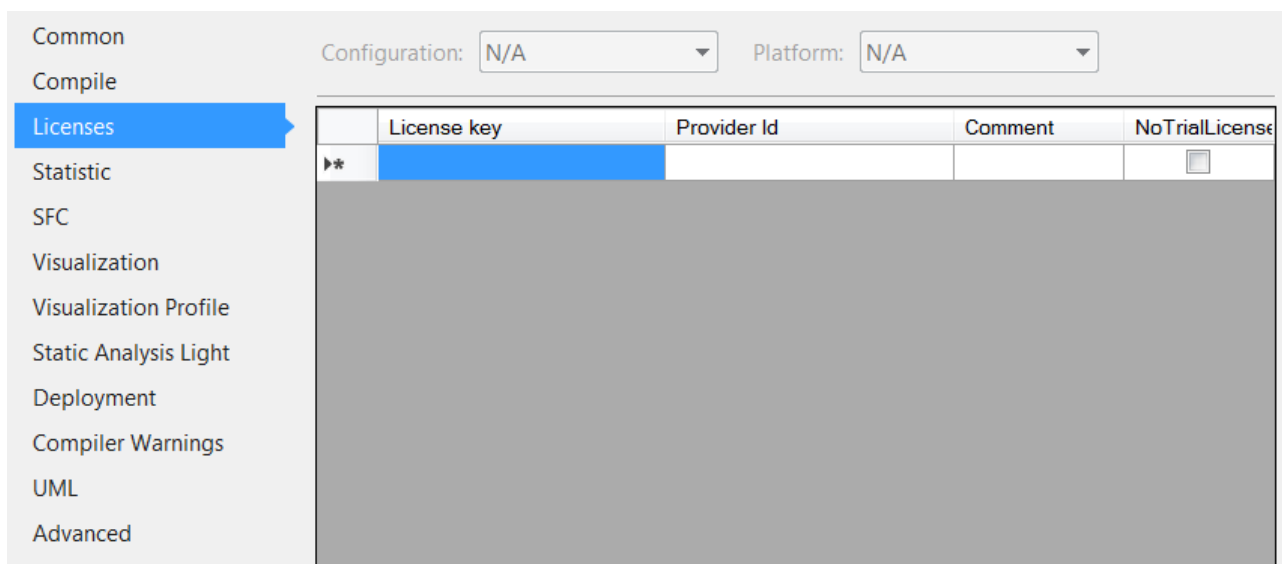 Common
Compile
Licenses
Statistic
SFC
Visualization
Visualization Profile
Static Analysis Light
Deployment
Compiler Warnings
UML
Advanced
Configuration: N/A Platform: N/A
License key Provider Id Comment NoTrialLicense